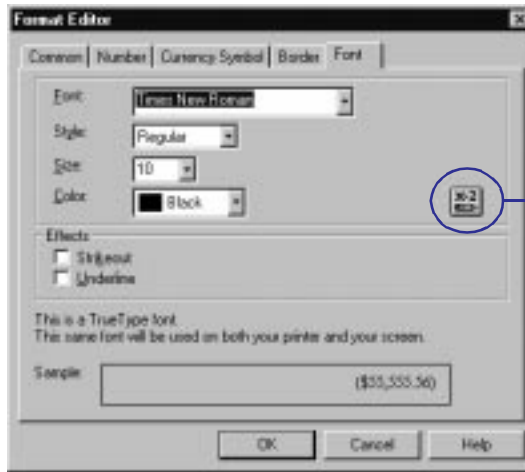 Format Editor
Common Number Currency Symbol Border Font
Font:
Times New Roman
Style:
Regular
Size:
10
Color:
Black
x-2
Effects
Strikeout
Underline
This is a TrueType font.
This same font will be used on both your printer and your screen.
Sample:
($55,555.56)
OK Cancel Help